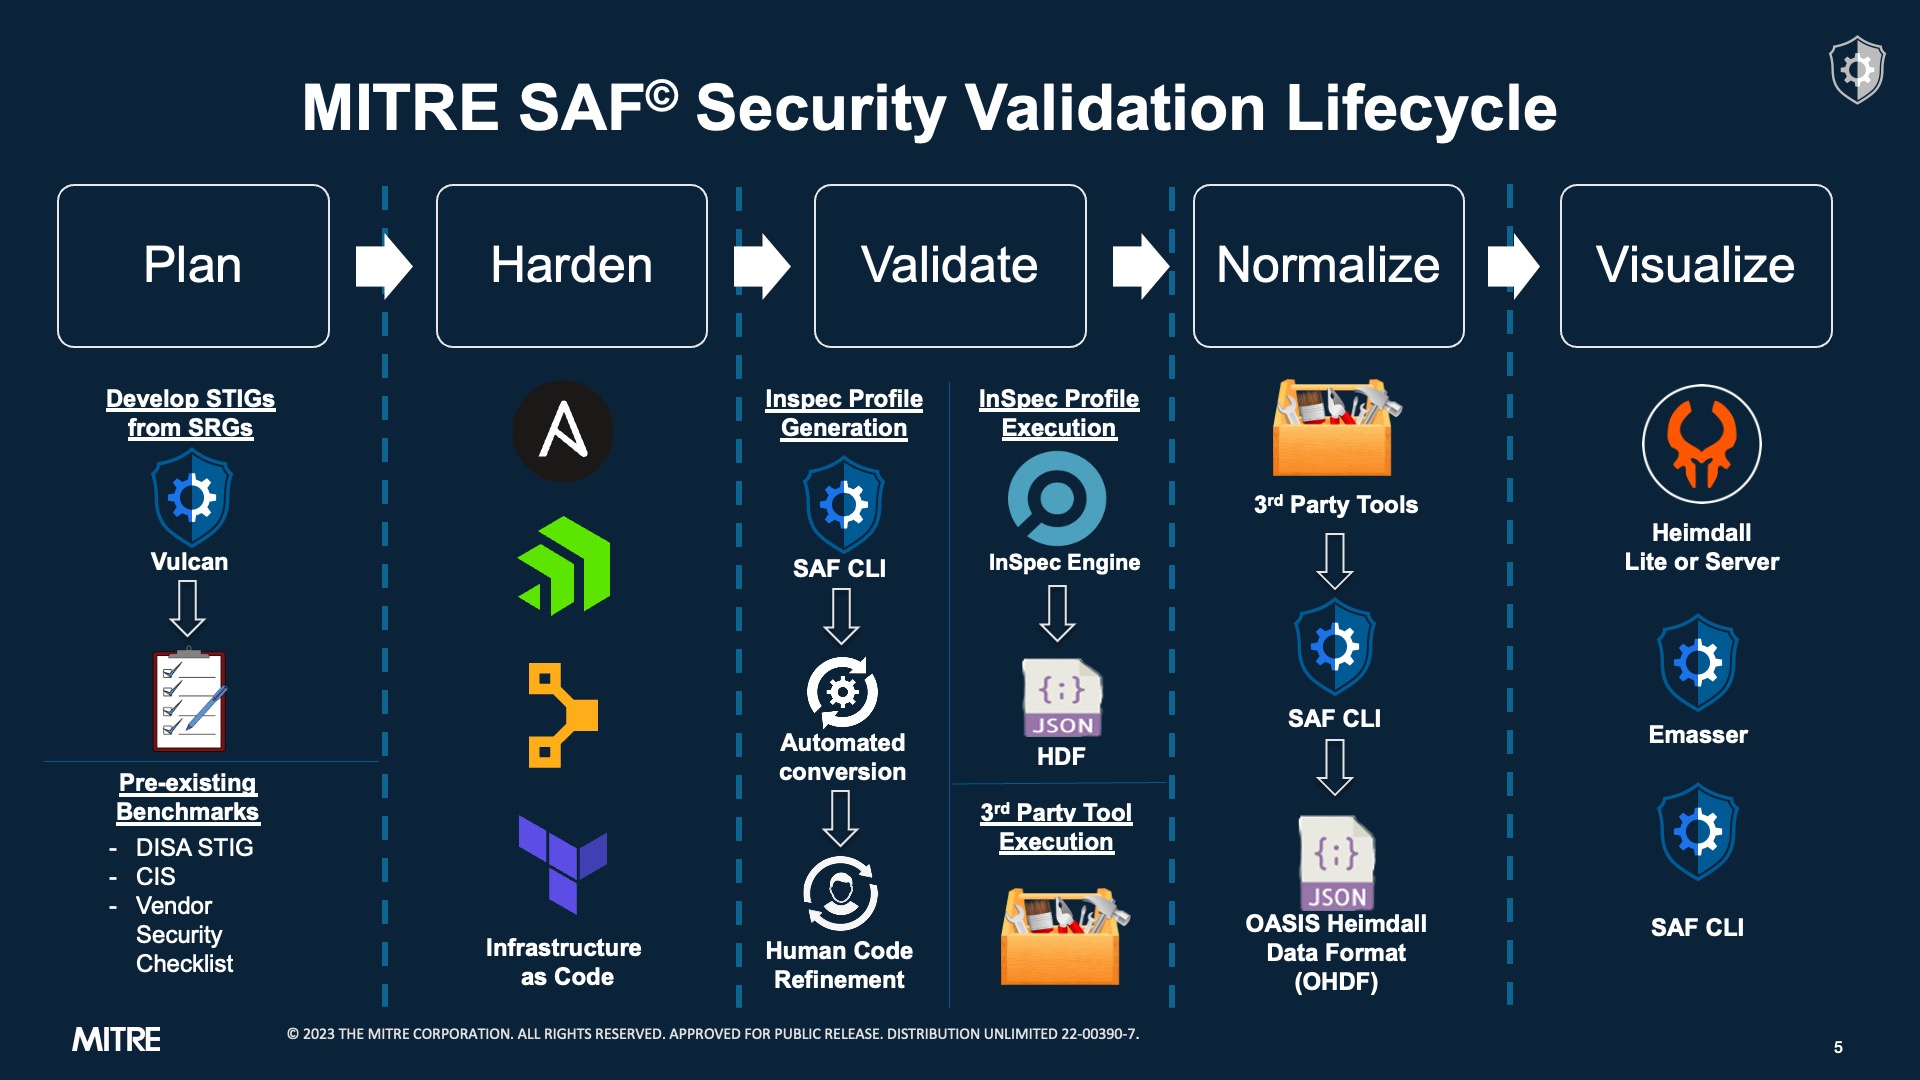 MITRE SAF© Security Validation Lifecycle
Plan
Harden
Validate
Normalize
Visualize
Develop STIGs
from SRGs
Vulcan
Pre-existing
Benchmarks
- DISA STIG
- CIS
- Vendor
Security
Checklist
Infrastructure
as Code
Inspec Profile
Generation
SAF CLI
Automated
conversion
Human Code
Refinement
InSpec Profile
Execution
InSpec Engine
{;}
JSON
HDF
3rd Party Tool
Execution
3rd Party Tools
SAF CLI
{;}
JSON
OASIS Heimdall
Data Format
(OHDF)
Heimdall
Lite or Server
Emasser
SAF CLI
MITRE
© 2023 THE MITRE CORPORATION. ALL RIGHTS RESERVED. APPROVED FOR PUBLIC RELEASE. DISTRIBUTION UNLIMITED 22-00390-7.
5